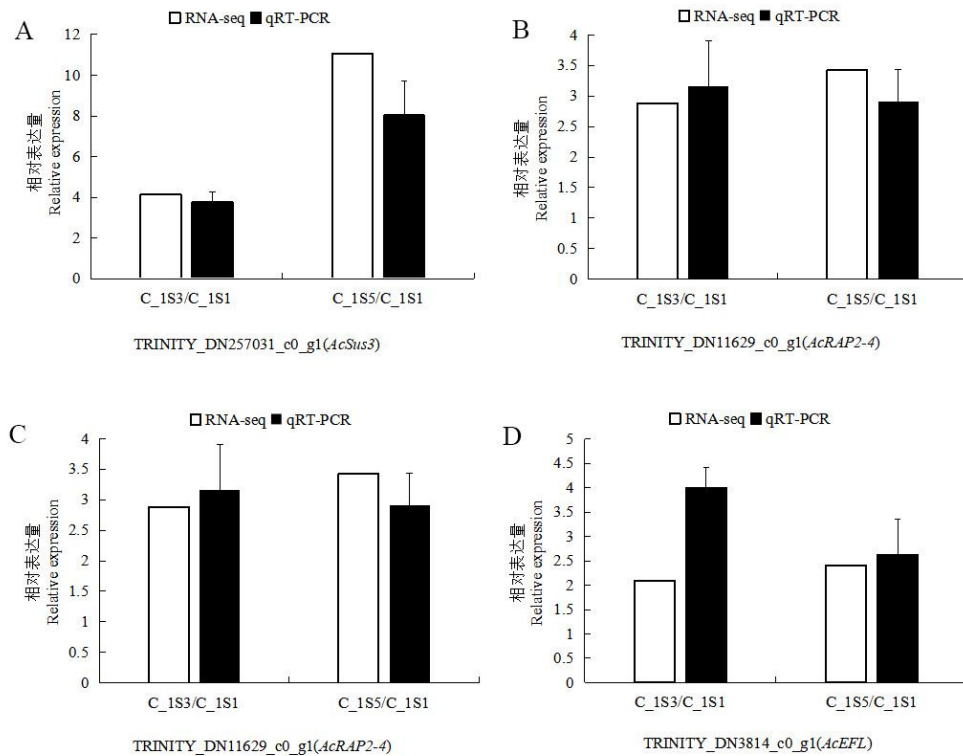 A
RNA-seq qRT-PCR
12
10
8
6
4
2
0
相对表达量
Relative expression
C_1S3/C_1S1 C_1S5/C_1S1
TRINITY_DN257031_c0_g1(AcSus3)
B
RNA-seq qRT-PCR
4
3.5
3
2.5
2
1.5
1
0.5
0
相对表达量
Relative expression
C_1S3/C_1S1 C_1S5/C_1S1
TRINITY_DN11629_c0_g1(AcRAP2-4)
C
RNA-seq qRT-PCR
4
3.5
3
2.5
2
1.5
1
0.5
0
相对表达量
Relative expression
C_1S3/C_1S1 C_1S5/C_1S1
TRINITY_DN11629_c0_g1(AcRAP2-4)
D
RNA-seq qRT-PCR
5
4.5
4
3.5
3
2.5
2
1.5
1
0.5
0
相对表达量
Relative expression
C_1S3/C_1S1 C_1S5/C_1S1
TRINITY_DN3814_c0_g1(AcEFL)